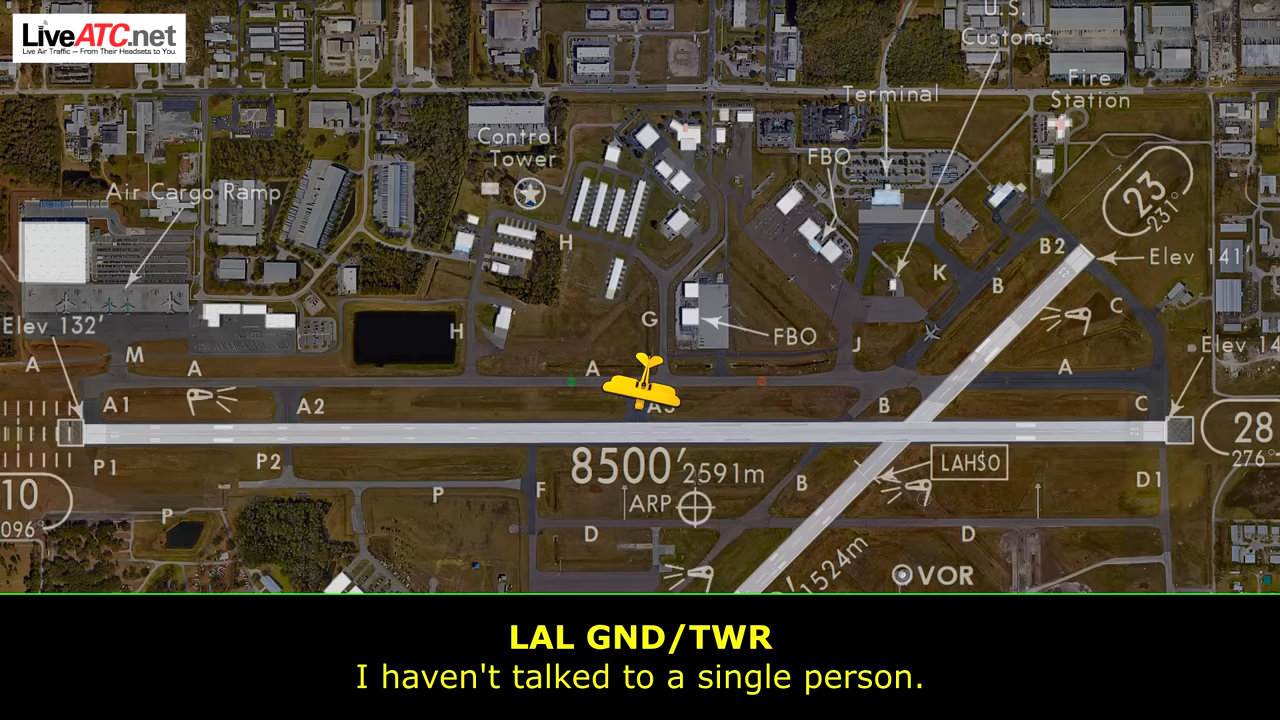 LiveATC.net
Live Air Traffic — From Their Headsets to You.
U.S.
Customs
Fire
Station
Terminal
Control
Tower
FBO
Air Cargo Ramp
23
231°
H
B2
Elev 141
K
B
C
Elev 132'
H
G
FBO
J
Elev 14
A
M
A
A
A
A1
A2
A3
B
C
28
276°
P1
P2
8500' 2591m
LAHSO
10
096°
P
F
ARP
B
D1
P
D
D
' 1524m
VOR
LAL GND/TWR
I haven't talked to a single person.